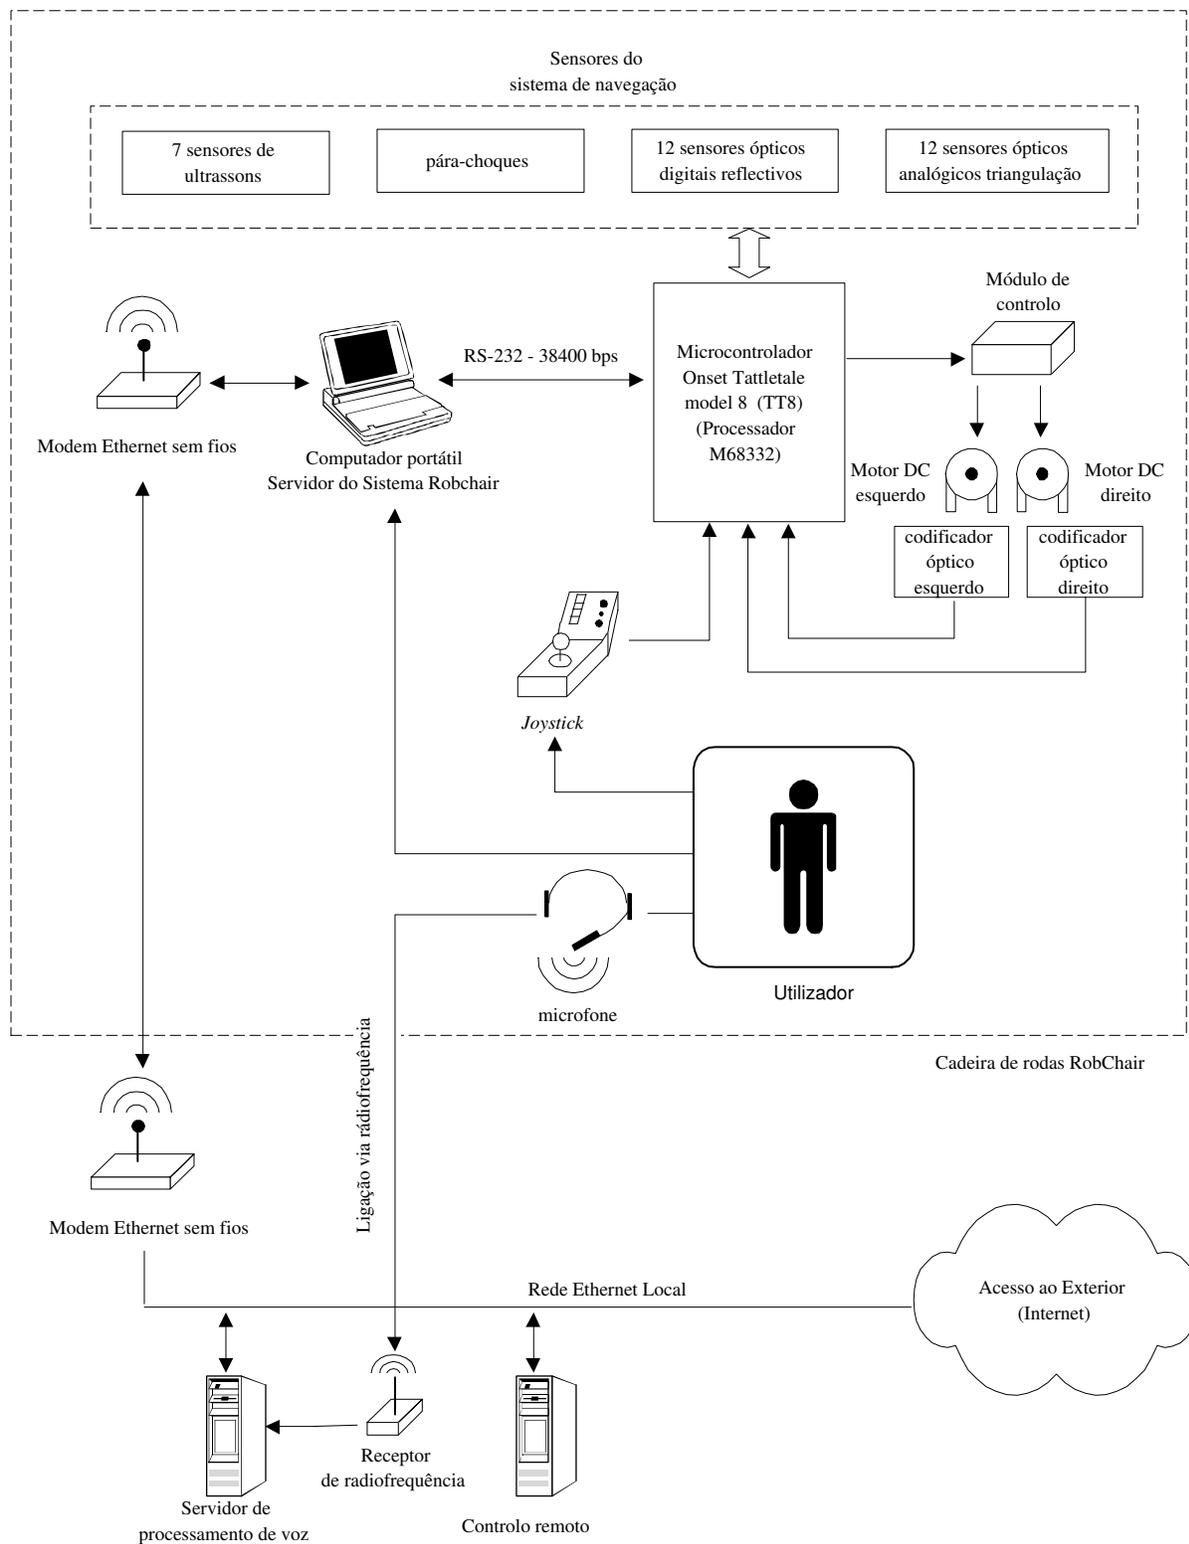 Sensores do
sistema de navegação
7 sensores de
ultrassons
pára-choques
12 sensores ópticos
digitais reflectivos
12 sensores ópticos
analógicos triangulação
Módulo de
controlo
RS-232 - 38400 bps
Microcontrolador
Onset Tattletale
model 8 (TT8)
(Processador
M68332)
Modem Ethernet sem fios
Computador portátil
Servidor do Sistema Robchair
Motor DC
esquerdo
Motor DC
direito
codificador
óptico
esquerdo
codificador
óptico
direito
Joystick
Utilizador
microfone
Cadeira de rodas RobChair
Ligação via rádiofrequência
Modem Ethernet sem fios
Rede Ethernet Local
Acesso ao Exterior
(Internet)
Receptor
de radiofrequência
Servidor de
processamento de voz
Controlo remoto